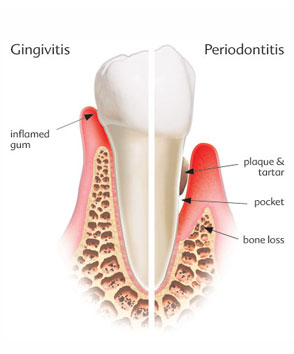 Gingivitis
Periodontitis
inflamed
gum
plaque &
tartar
pocket
bone loss